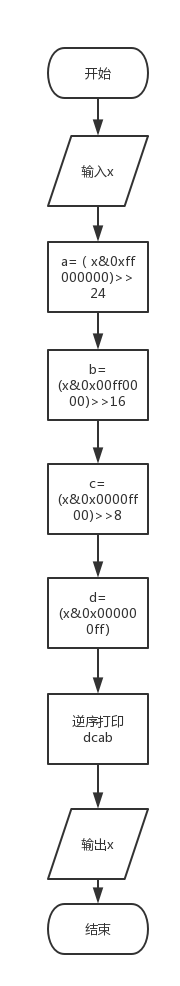 开始
输入x
a=（ x&0xff
000000)>>
24
b=
(x&0x00ff00
00)>>16
c=
(x&0x0000ff
00)>>8
d=
(x&0x00000
0ff)
逆序打印
dcab
输出x
结束